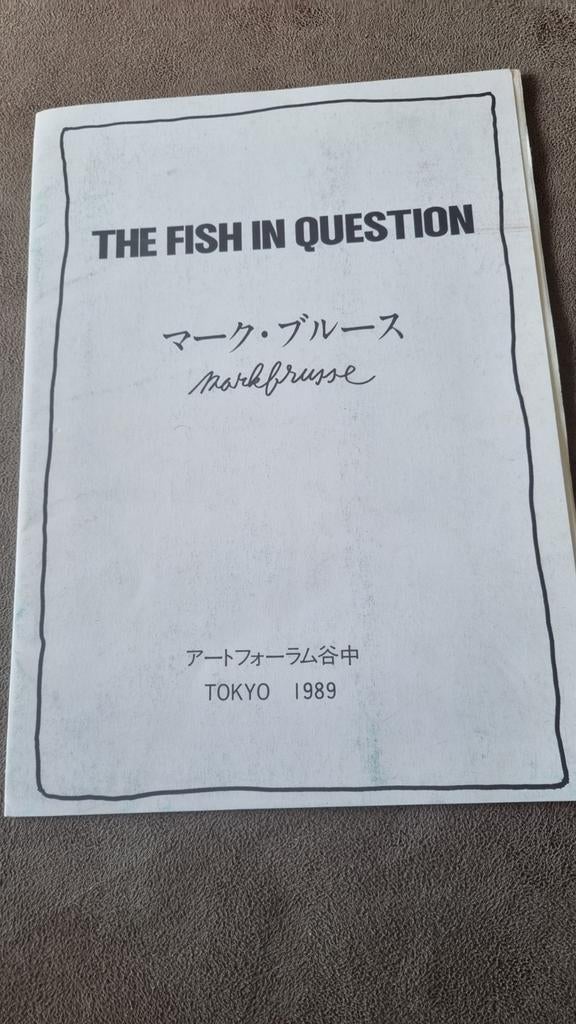 THE FISH IN QUESTION
マーク・ブルース
markbrusse
アートフォーラム谷中
TOKYO 1989